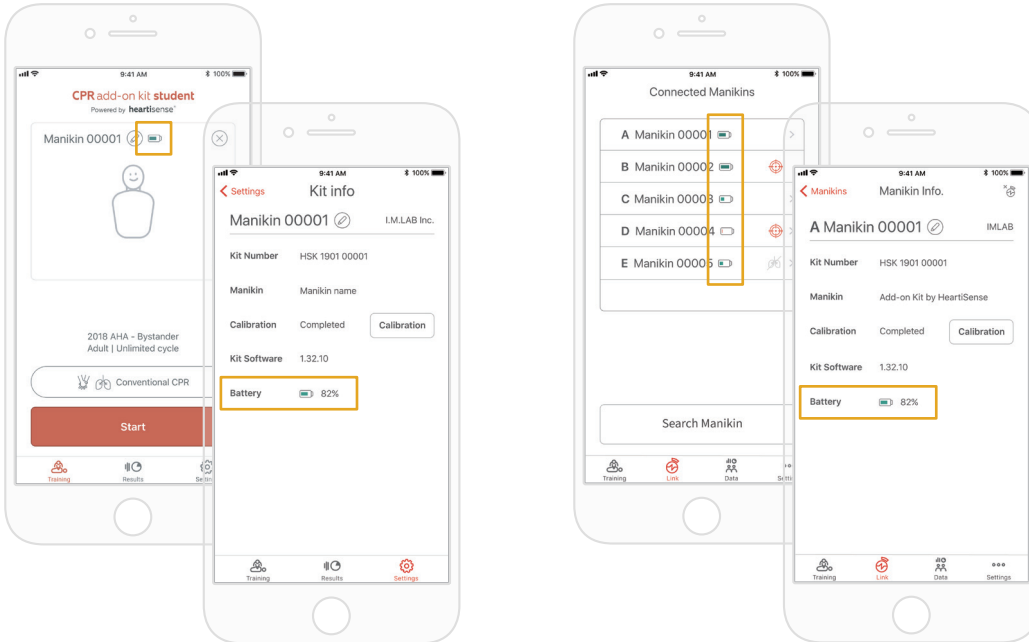 9:41 AM
100%
CPR add-on kit student
Powered by heartisense
Manikin 00001
2018 AHA - Bystander
Adult | Unlimited cycle
Conventional CPR
Start
Training
Results
9:41 AM
100%
Settings
Kit info
Manikin 00001
I.M.LAB Inc.
Kit Number
HSK 1901 00001
Manikin
Manikin name
Calibration
Completed
Calibration
Kit Software
1.32.10
Battery
82%
Training
Results
Settings
9:41 AM
100%
Connected Manikins
A Manikin 00001
B Manikin 00002
C Manikin 00003
D Manikin 00004
E Manikin 00005
Search Manikin
Training
Link
Data
9:41 AM
100%
Manikins
Manikin Info.
A Manikin 00001
IMLAB
Kit Number
HSK 1901 00001
Manikin
Add-on Kit by HeartiSense
Calibration
Completed
Calibration
Kit Software
1.32.10
Battery
82%
Training
Link
Data
Settings